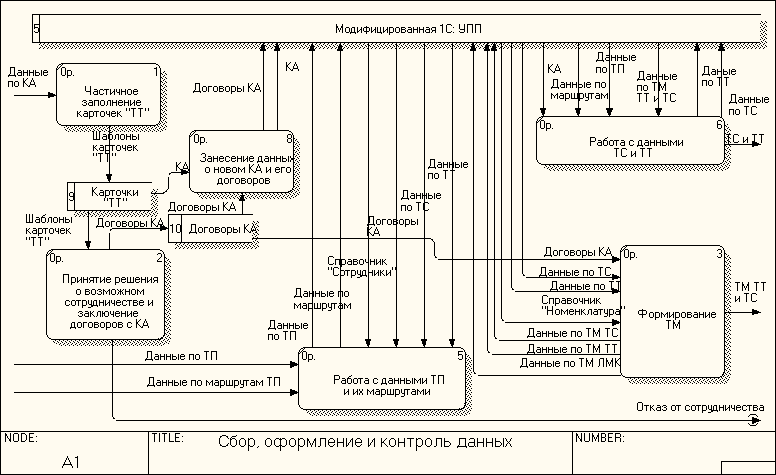 5
Модифицированная 1С: УПП
Данные
по КА
0р.
1
Частичное
заполнение
карточек "ТТ"
Шаблоны
карточек
"ТТ"
9
Карточки
"ТТ"
Шаблоны
карточек
"ТТ"
Договоры КА
КА
КА
0р.
8
Занесение данных
о новом КА и его
договоров
Договоры КА
Договоры КА
10
Договоры КА
0р.
2
Принятие решения
о возможном
сотрудничестве и
заключение
договоров с КА
Данные
по ТТ
Данные
по ТС
Договоры
КА
Справочник
"Сотрудники"
Данные по
маршрутам
Данные
по ТП
Данные по ТП
Данные по маршрутам ТП
0р.
5
Работа с данными ТП
и их маршрутами
КА
Данные по
маршрутам
Данные
по ТП
Данные
по ТМ
ТТ и ТС
Данные
по ТТ
Данные
по ТС
0р.
6
Работа с данными
ТС и ТТ
ТС и ТТ
Договоры КА
Данные по ТС
Данные по ТТ
Справочник
"Номенклатура"
Данные по ТМ ТС
Данные по ТМ ТТ
Данные по ТМ ЛМК
0р.
3
Формирование
ТМ
ТМ ТТ
и ТС
Отказ от сотрудничества
NODE:
A1
TITLE:
Сбор, оформление и контроль данных
NUMBER: